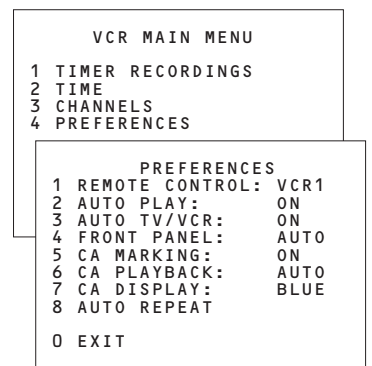 VCR MAIN MENU
1 TIMER RECORDINGS
2 TIME
3 CHANNELS
4 PREFERENCES
PREFERENCES
1 REMOTE CONTROL: VCR1
2 AUTO PLAY: ON
3 AUTO TV/VCR: ON
4 FRONT PANEL: AUTO
5 CA MARKING: ON
6 CA PLAYBACK: AUTO
7 CA DISPLAY: BLUE
8 AUTO REPEAT
0 EXIT